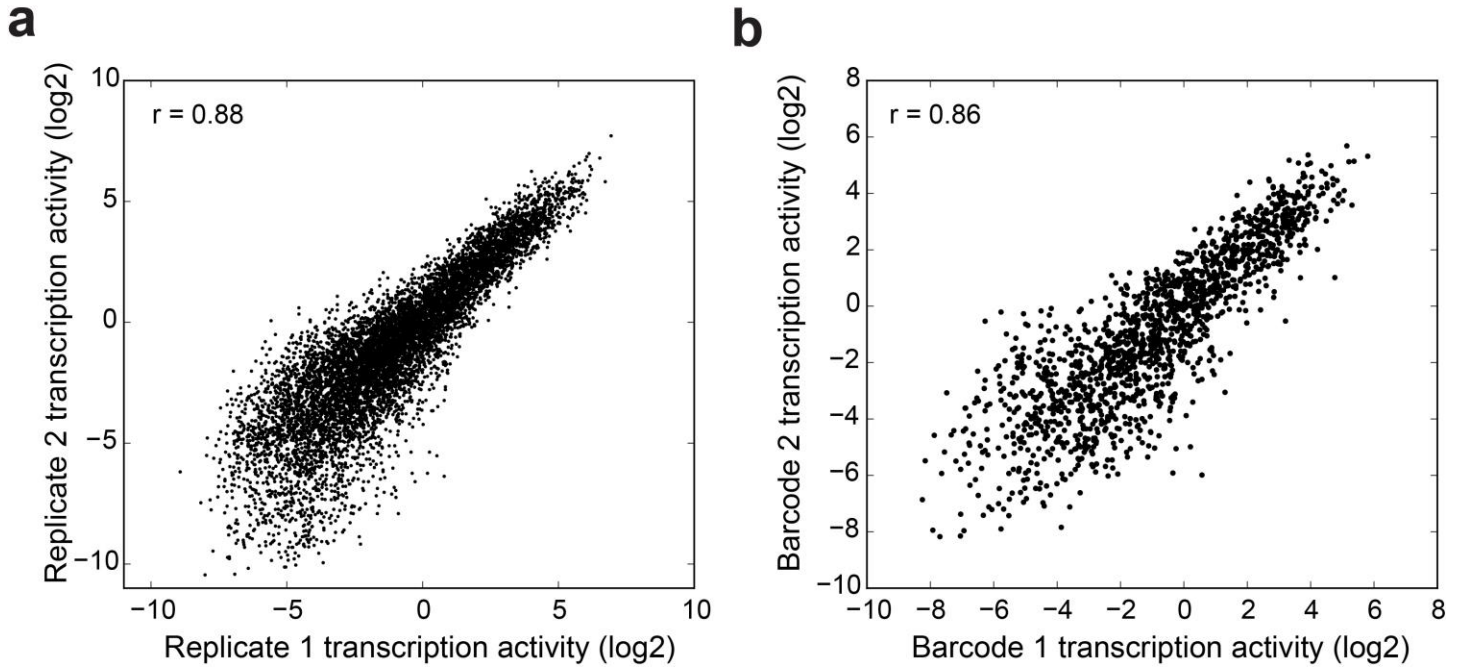 a
Replicate 2 transcription activity (log2)
10
5
0
−5
−10
r = 0.88
−10 −5 0 5 10
Replicate 1 transcription activity (log2)
b
Barcode 2 transcription activity (log2)
8
6
4
2
0
−2
−4
−6
−8
−10
r = 0.86
−10 −8 −6 −4 −2 0 2 4 6 8
Barcode 1 transcription activity (log2)